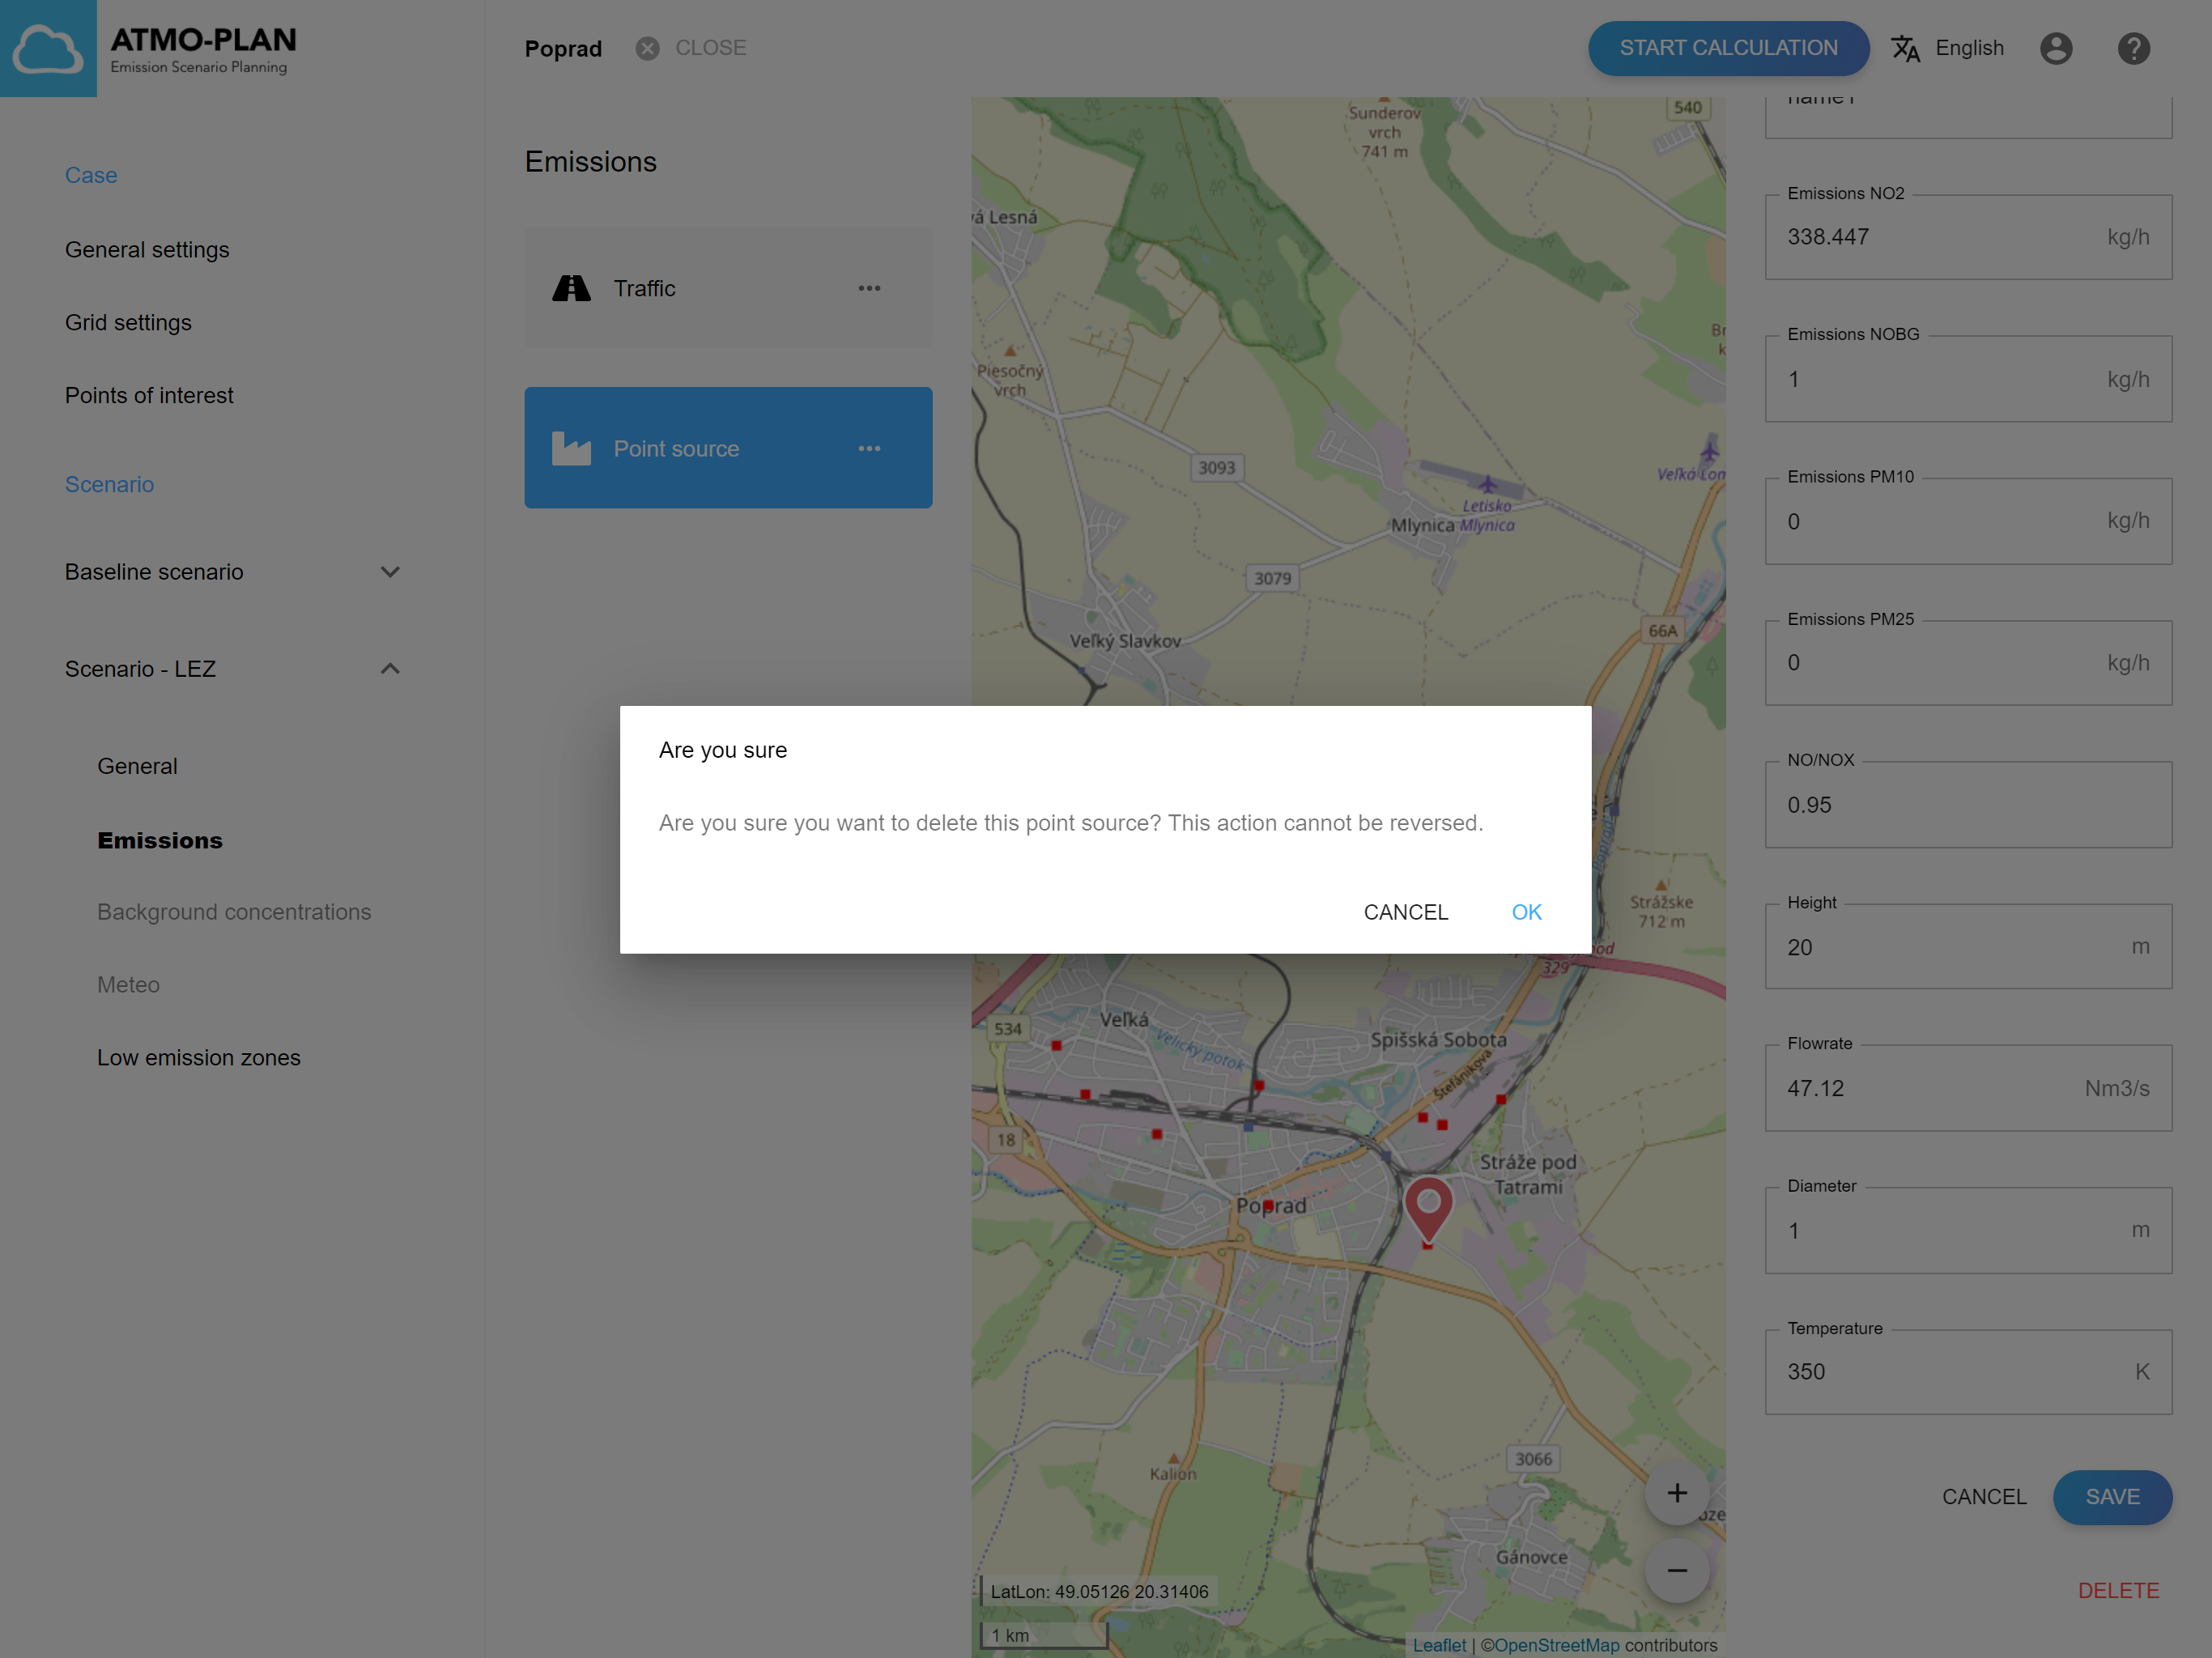 ATMO-PLAN
Emission Scenario Planning
Poprad
CLOSE
START CALCULATION
English
Case
General settings
Grid settings
Points of interest
Scenario
Baseline scenario
Scenario - LEZ
General
Emissions
Background concentrations
Meteo
Low emission zones
Emissions
Traffic
Point source
Sunderov
vrch
741 m
540
vá Lesná
Piesočný
vrch
3093
Veľká Lom
Letisko
Mlynica
Mlynica
3079
66A
Veľký Slavkov
Are you sure
Are you sure you want to delete this point source? This action cannot be reversed.
CANCEL
OK
Strážske
712 m
329
534
Veľká
Velický potok
Spišská Sobota
Štefánikova
18
Stráže pod
Tatrami
Poprad
3066
Kalion
Gánovce
+
−
LatLon: 49.05126 20.31406
1 km
Leaflet | ©OpenStreetMap contributors
name1
Emissions NO2
338.447
kg/h
Emissions NOBG
1
kg/h
Emissions PM10
0
kg/h
Emissions PM25
0
kg/h
NO/NOX
0.95
Height
20
m
Flowrate
47.12
Nm3/s
Diameter
1
m
Temperature
350
K
CANCEL
SAVE
DELETE